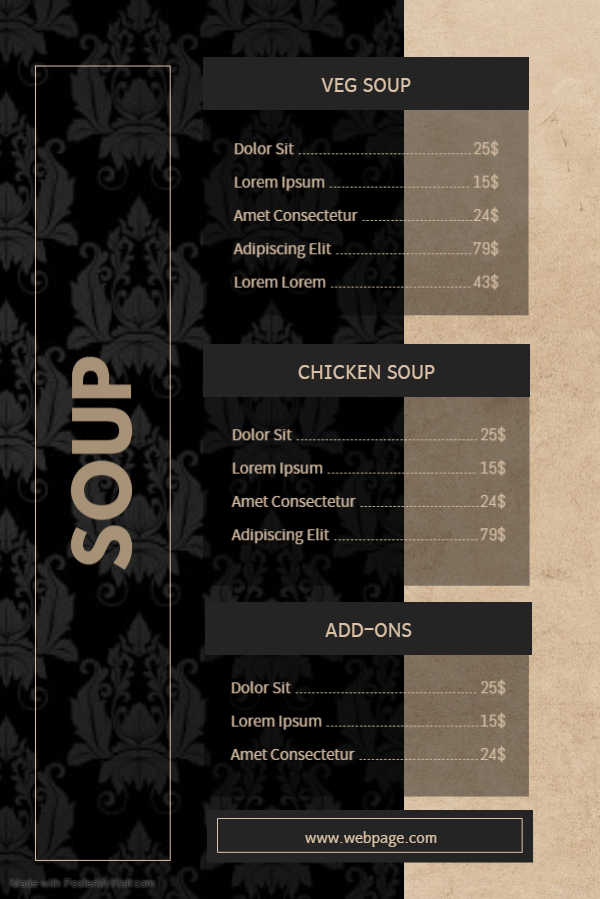 SOUP
VEG SOUP
Dolor Sit 25$
Lorem Ipsum 15$
Amet Consectetur 24$
Adipiscing Elit 79$
Lorem Lorem 43$
CHICKEN SOUP
Dolor Sit 25$
Lorem Ipsum 15$
Amet Consectetur 24$
Adipiscing Elit 79$
ADD-ONS
Dolor Sit 25$
Lorem Ipsum 15$
Amet Consectetur 24$
www.webpage.com
Made with PosterMyWall.com